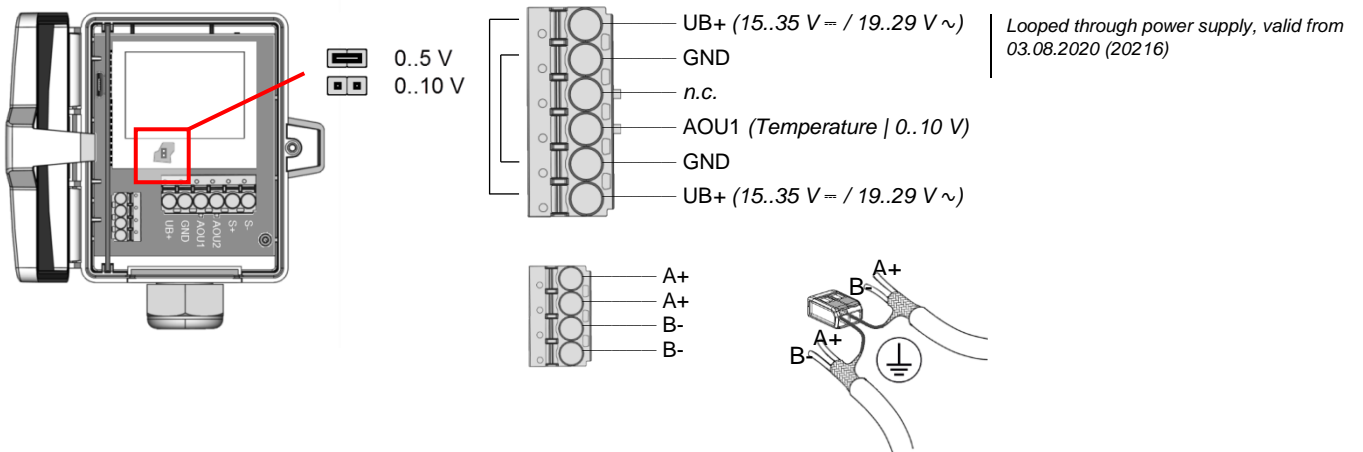 0..5 V
0..10 V
UB+ (15..35 V ⎓ / 19..29 V ∿)
GND
n.c.
AOU1 (Temperature | 0..10 V)
GND
UB+ (15..35 V ⎓ / 19..29 V ∿)
Looped through power supply, valid from
03.08.2020 (20216)
UB+
GND
AOU1
AOU2
S+
S-
A+
A+
B-
B-
A+
B-
A+
B-